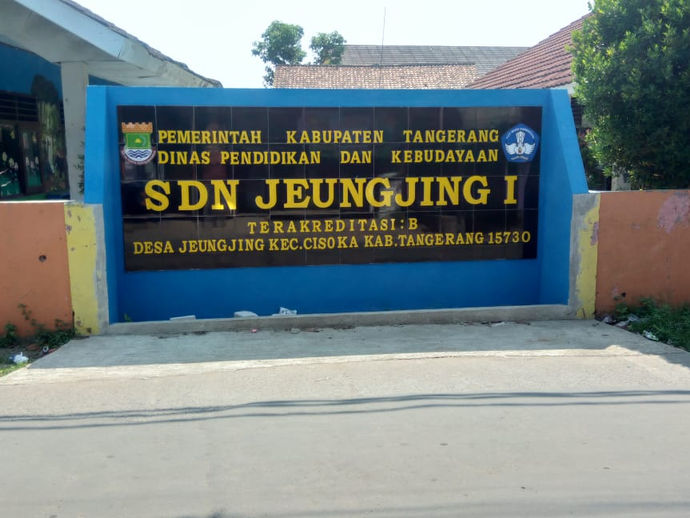 PEMERINTAH KABUPATEN TANGERANG
DINAS PENDIDIKAN DAN KEBUDAYAAN
SDN JEUNGJING I
TERAKREDITASI:B
DESA JEUNGJING KEC.CISOKA KAB.TANGERANG 15730